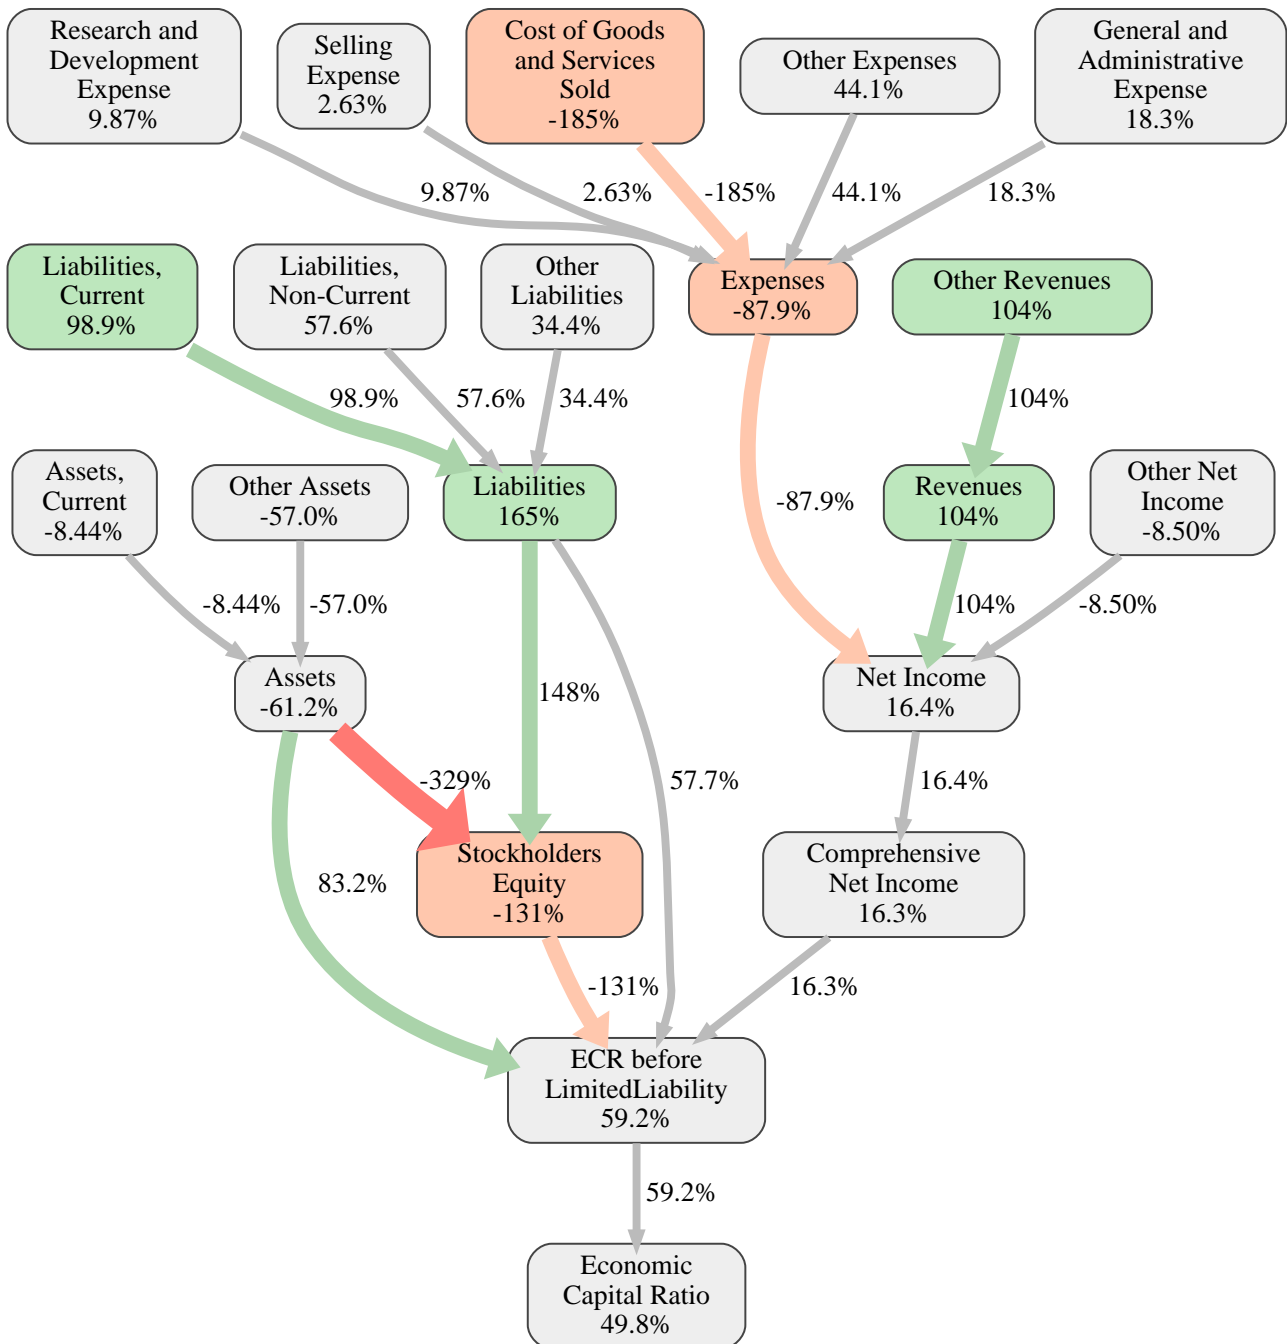 Research and
Development
Expense
9.87%
Selling
Expense
2.63%
Cost of Goods
and Services
Sold
-185%
Other Expenses
44.1%
General and
Administrative
Expense
18.3%
9.87%
2.63%
-185%
44.1%
18.3%
Liabilities,
Current
98.9%
Liabilities,
Non-Current
57.6%
Other
Liabilities
34.4%
Expenses
-87.9%
Other Revenues
104%
98.9%
57.6%
34.4%
104%
Assets,
Current
-8.44%
Other Assets
-57.0%
Liabilities
165%
-87.9%
Revenues
104%
Other Net
Income
-8.50%
-8.44%
-57.0%
104%
-8.50%
Assets
-61.2%
148%
Net Income
16.4%
-329%
57.7%
16.4%
83.2%
Stockholders
Equity
-131%
Comprehensive
Net Income
16.3%
-131%
16.3%
ECR before
LimitedLiability
59.2%
59.2%
Economic
Capital Ratio
49.8%